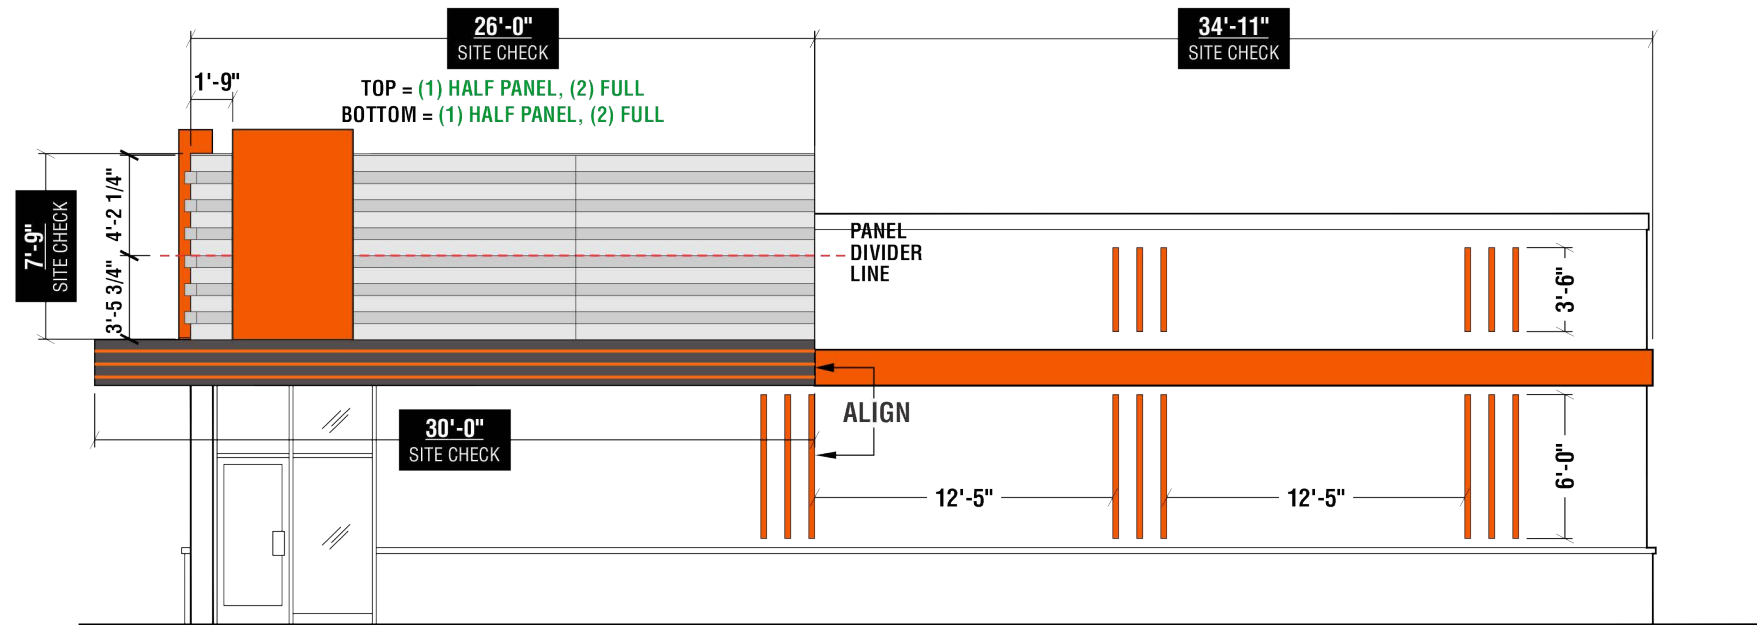 26'-0"
SITE CHECK
34'-11"
SITE CHECK
1'-9"
TOP = (1) HALF PANEL, (2) FULL
BOTTOM = (1) HALF PANEL, (2) FULL
7'-9"
SITE CHECK
4'-2 1/4"
3'-5 3/4"
PANEL
DIVIDER
LINE
3'-6"
ALIGN
30'-0"
SITE CHECK
12'-5"
12'-5"
6'-0"